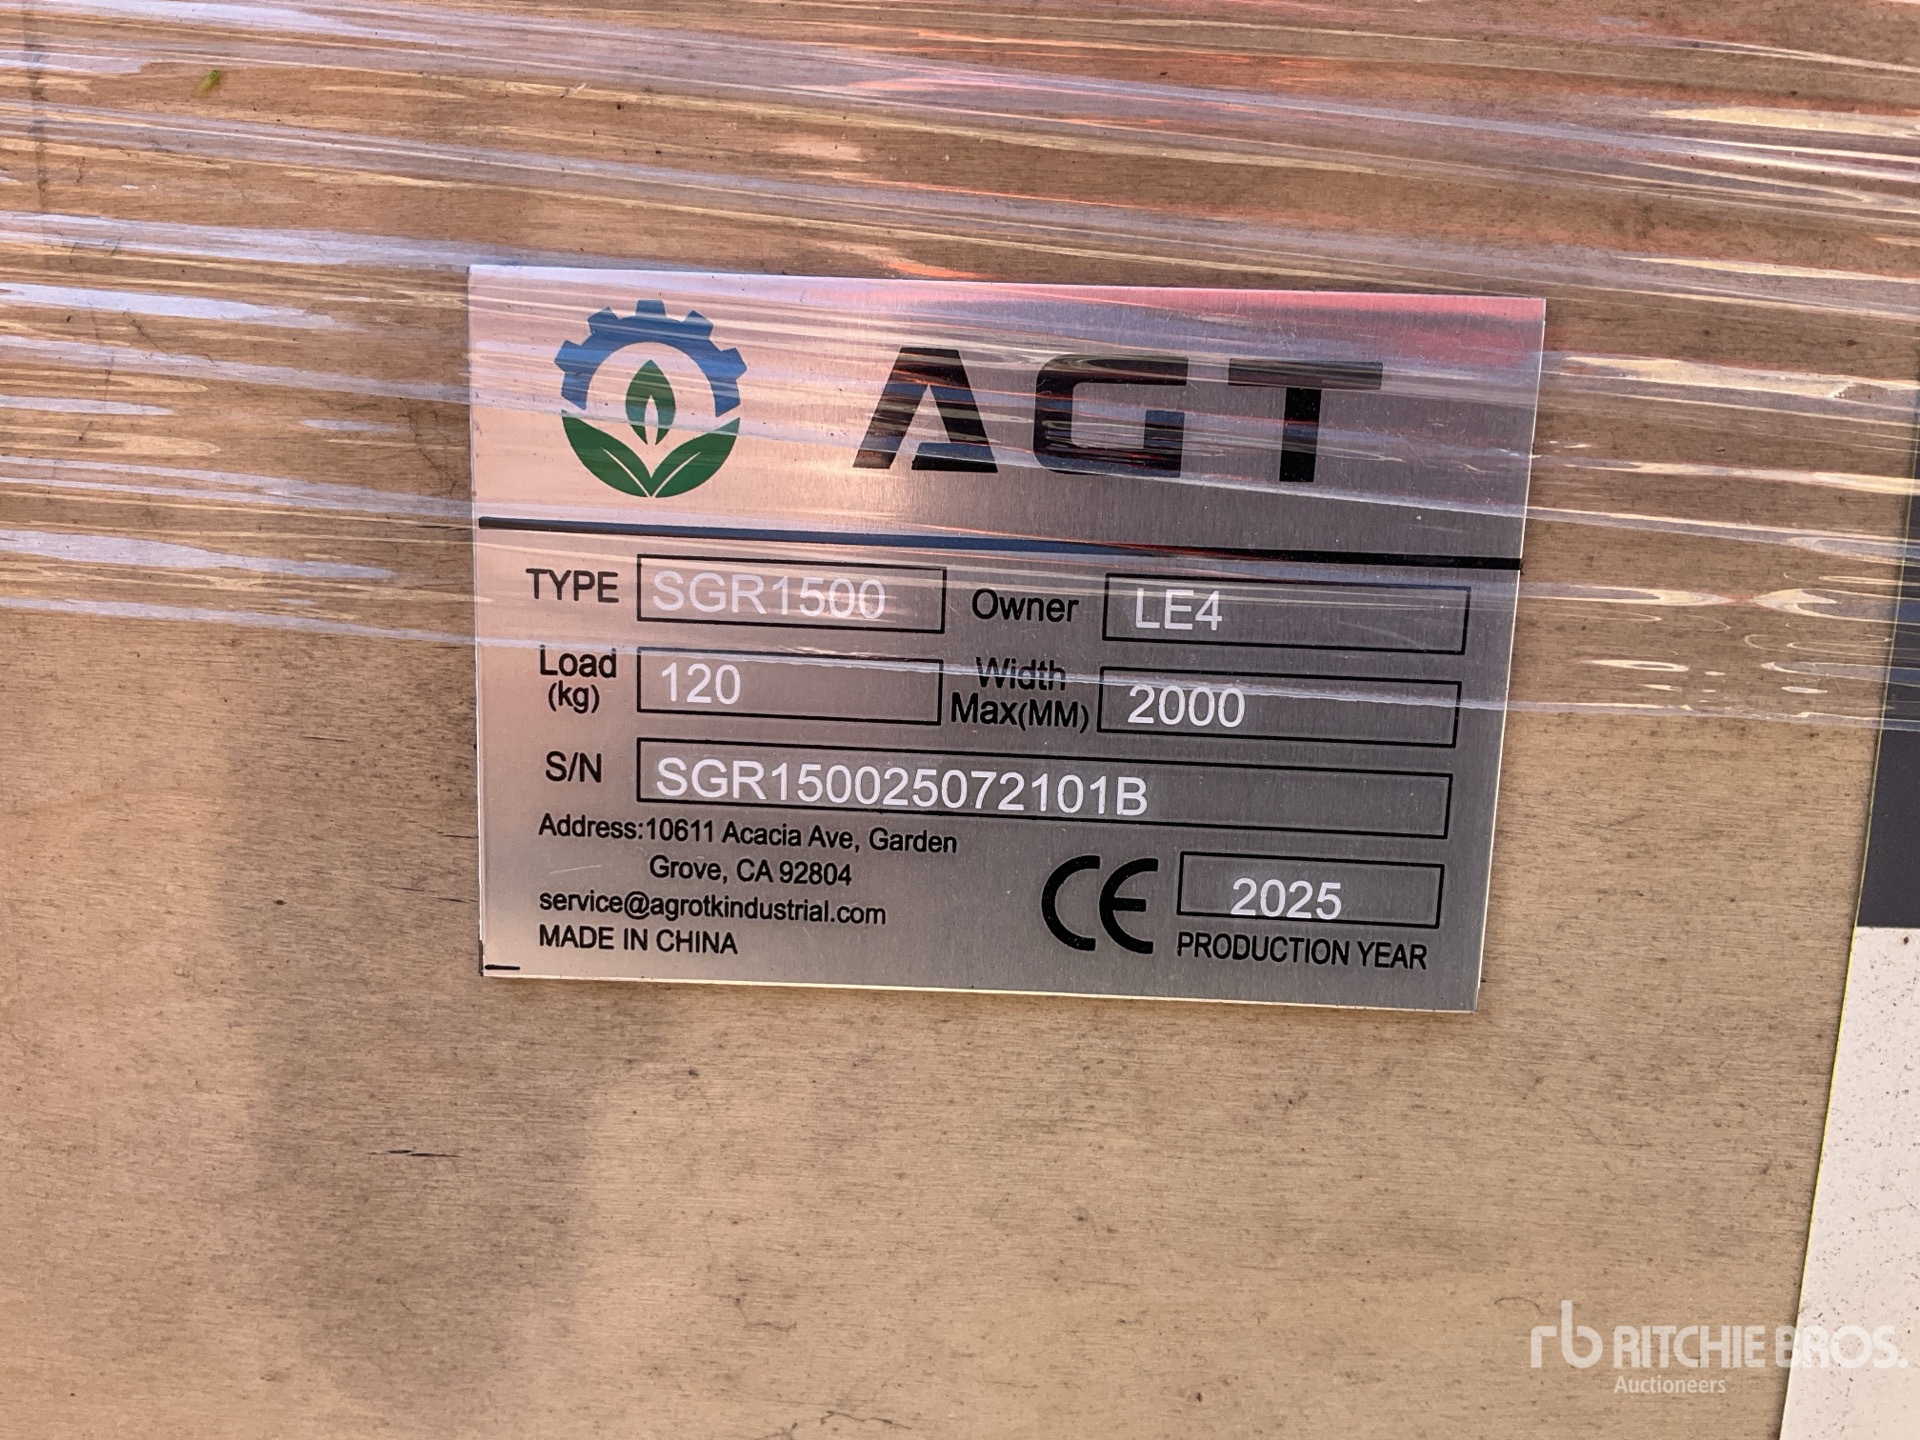 AGT
TYPE SGR1500 Owner LE4
Load (kg) 120 Width Max(MM) 2000
S/N SGR150025072101B
Address:10611 Acacia Ave, Garden
Grove, CA 92804
service@agrotkindustrial.com
MADE IN CHINA
CE 2025
PRODUCTION YEAR
rb RITCHIE BROS.
Auctioneers